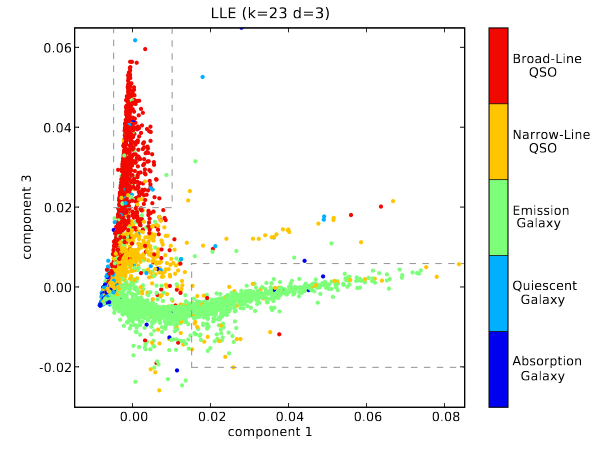 LLE (k=23 d=3)
0.06
0.04
0.02
0.00
-0.02
component 3
0.00
0.02
0.04
0.06
0.08
component 1
Broad-Line
QSO
Narrow-Line
QSO
Emission
Galaxy
Quiescent
Galaxy
Absorption
Galaxy